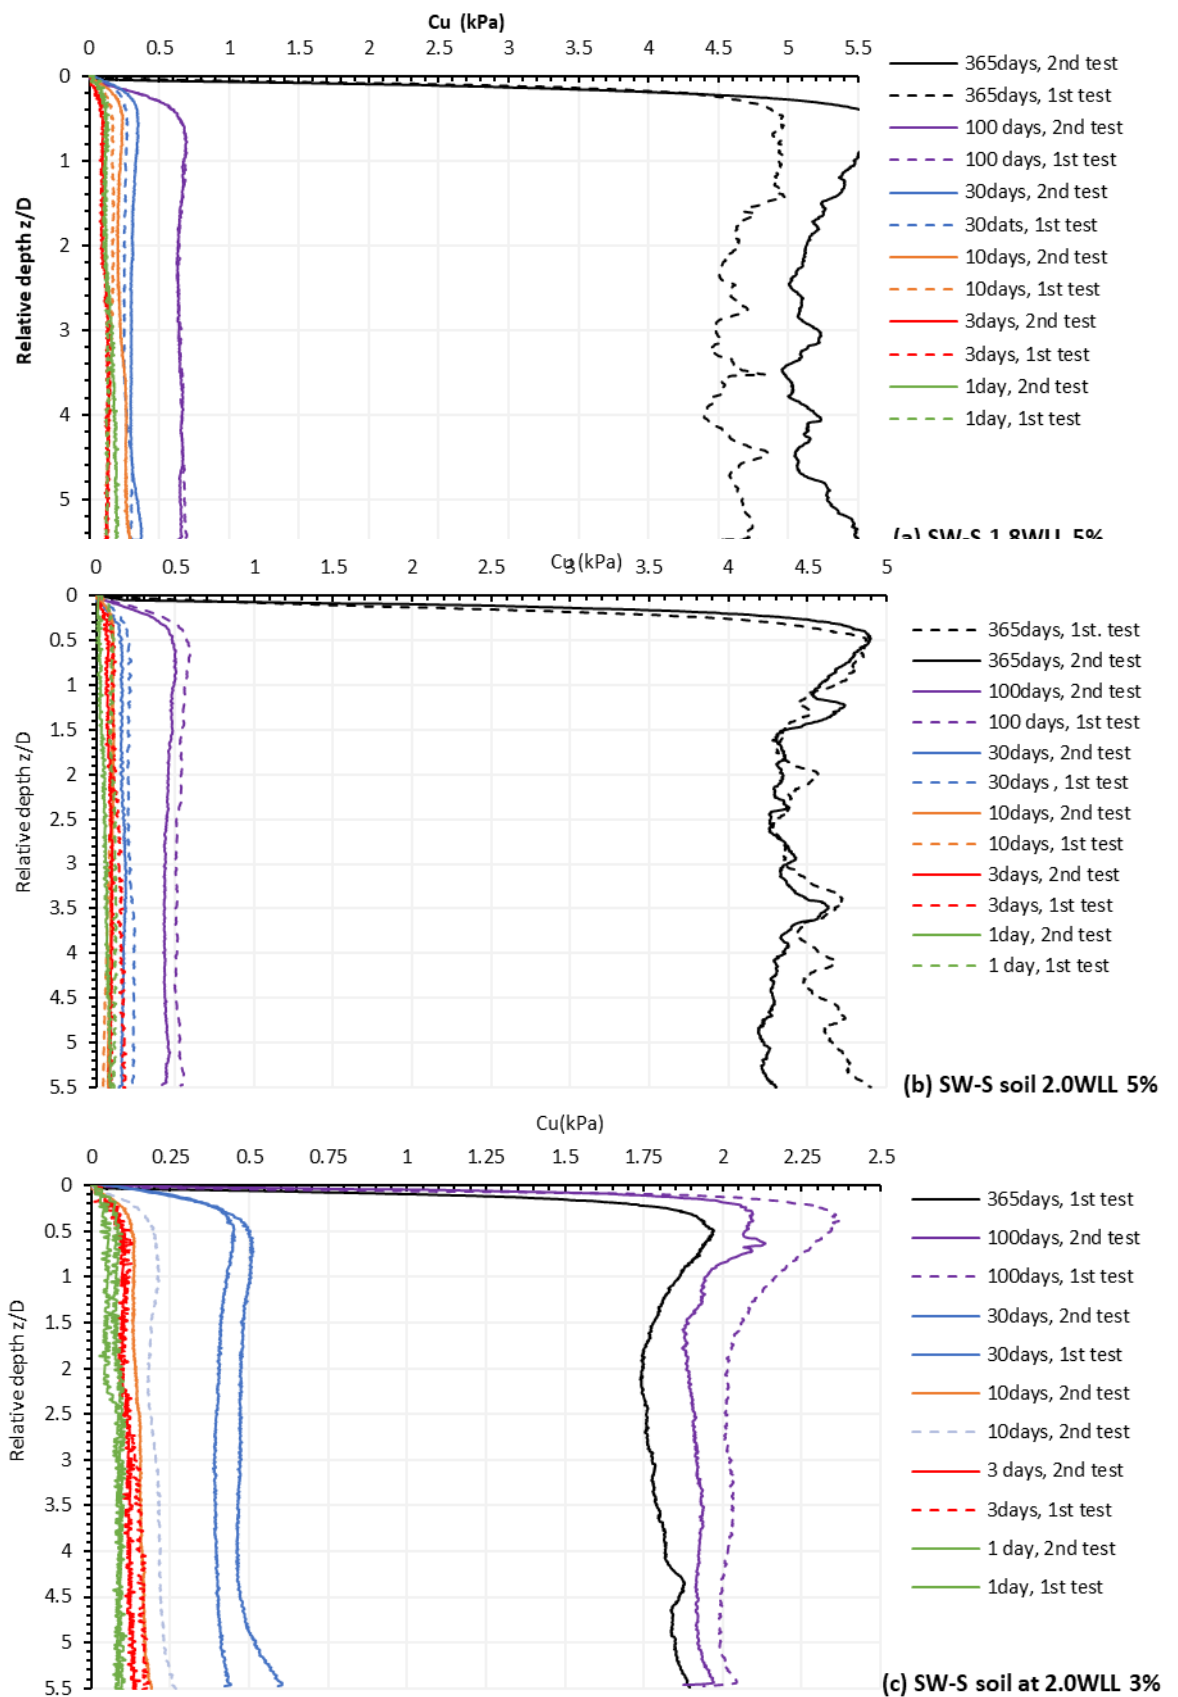 Cu (kPa)
0 0.5 1 1.5 2 2.5 3 3.5 4 4.5 5 5.5
0
1
2
3
4
5
Relative depth z/D
365days, 2nd test
365days, 1st test
100 days, 2nd test
100 days, 1st test
30days, 2nd test
30dats, 1st test
10days, 2nd test
10days, 1st test
3days, 2nd test
3days, 1st test
1day, 2nd test
1day, 1st test
(a) SW-S 1.8WLL 5%
Cu(kPa)
0 0.5 1 1.5 2 2.5 3 3.5 4 4.5 5
0
0.5
1
1.5
2
2.5
3
3.5
4
4.5
5
5.5
Relative depth z/D
365days, 1st. test
365days, 2nd test
100days, 2nd test
100 days, 1st test
30days, 2nd test
30days , 1st test
10days, 2nd test
10days, 1st test
3days, 2nd test
3days, 1st test
1day, 2nd test
1 day, 1st test
(b) SW-S soil 2.0WLL 5%
Cu(kPa)
0 0.25 0.5 0.75 1 1.25 1.5 1.75 2 2.25 2.5
0
0.5
1
1.5
2
2.5
3
3.5
4
4.5
5
5.5
Relative depth z/D
365days, 1st test
100days, 2nd test
100days, 1st test
30days, 2nd test
30days, 1st test
10days, 2nd test
10days, 2nd test
3 days, 2nd test
3days, 1st test
1 day, 2nd test
1day, 1st test
(c) SW-S soil at 2.0WLL 3%